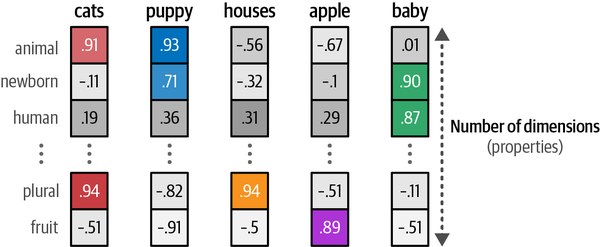 cats puppy houses apple baby
animal .91 .93 -.56 -.67 .01
newborn -.11 .71 -.32 -.1 .90
human .19 .36 .31 .29 .87
Number of dimensions
(properties)
plural .94 -.82 .94 -.51 -.11
fruit -.51 -.91 -.5 .89 -.51